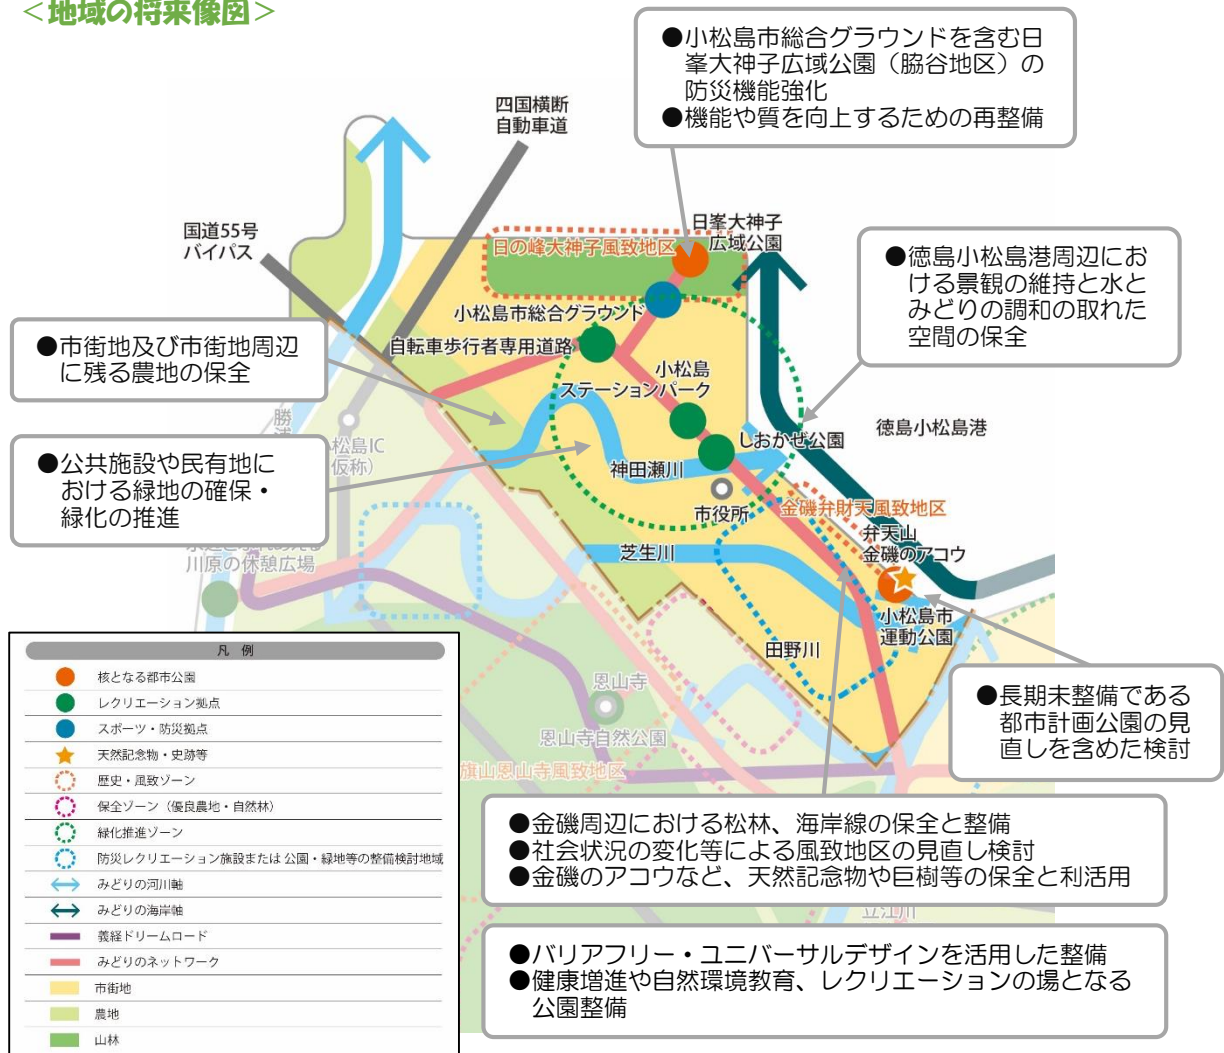 ＜地域の将来像図＞
●小松島市総合グラウンドを含む日
峯大神子広域公園（脇谷地区）の
防災機能強化
●機能や質を向上するための再整備
四国横断
自動車道
国道55号
バイパス
日峯大神子
広域公園
日の峰大神子風致地区
●徳島小松島港周辺にお
ける景観の維持と水と
みどりの調和の取れた
空間の保全
小松島市総合グラウンド
自転車歩行者専用道路
●市街地及び市街地周辺
に残る農地の保全
小松島
ステーションパーク
しおかぜ公園
徳島小松島港
勝浦
松島IC
仮称）
●公共施設や民有地に
おける緑地の確保・
緑化の推進
神田瀬川
市役所
金磯弁財天風致地区
弁天山
金磯のアコウ
芝生川
川原の休憩広場
小松島市
運動公園
田野川
恩山寺
恩山寺自然公園
旗山恩山寺風致地区
●長期未整備である
都市計画公園の見
直しを含めた検討
●金磯周辺における松林、海岸線の保全と整備
●社会状況の変化等による風致地区の見直し検討
●金磯のアコウなど、天然記念物や巨樹等の保全と利活用
立江川
●バリアフリー・ユニバーサルデザインを活用した整備
●健康増進や自然環境教育、レクリエーションの場となる
公園整備
凡 例
核となる都市公園
レクリエーション拠点
スポーツ・防災拠点
天然記念物・史跡等
歴史・風致ゾーン
保全ゾーン（優良農地・自然林）
緑化推進ゾーン
防災レクリエーション施設または 公園・緑地等の整備検討地域
みどりの河川軸
みどりの海岸軸
義経ドリームロード
みどりのネットワーク
市街地
農地
山林